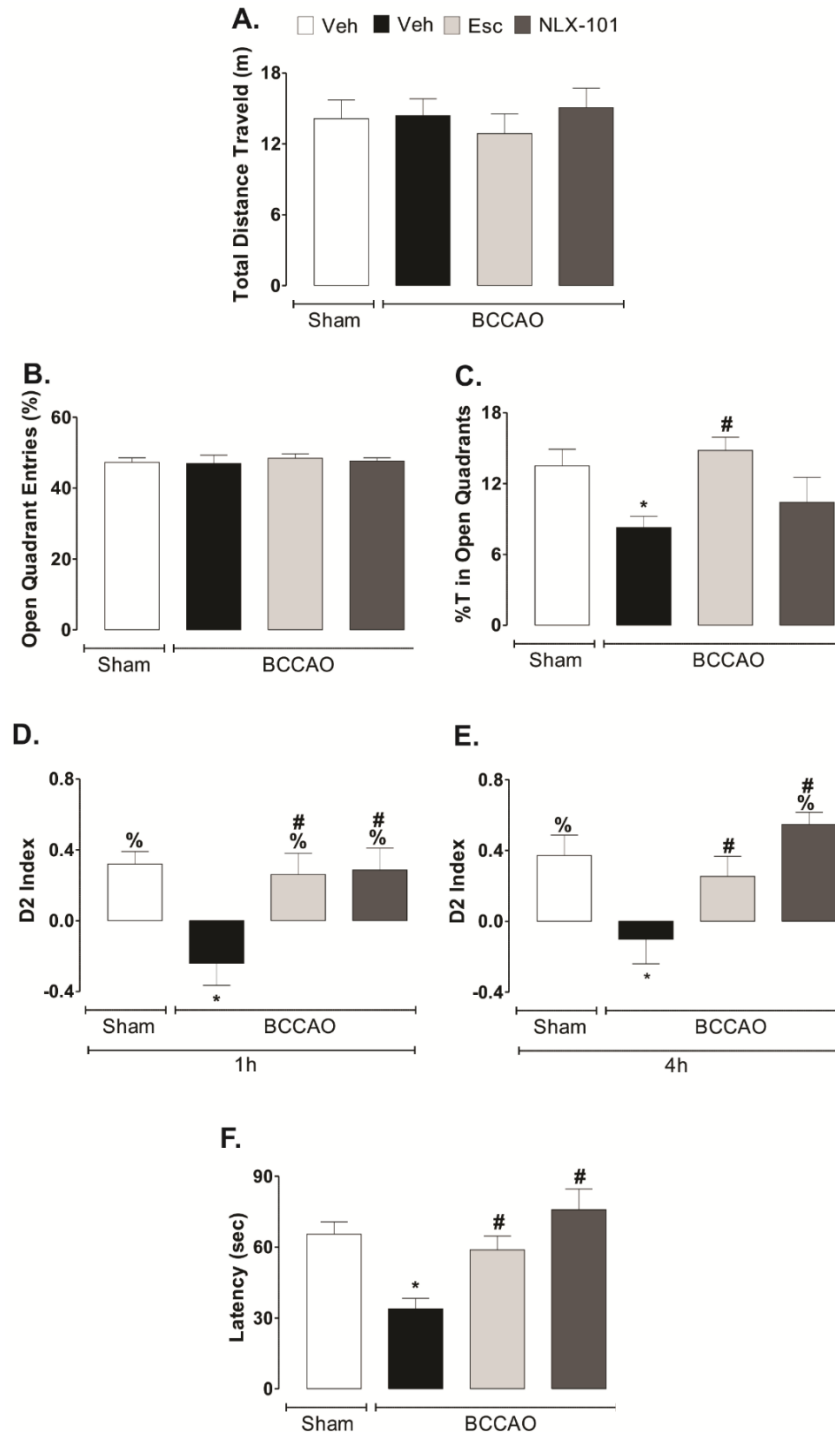 A.
Veh Veh Esc NLX-101
Total Distance Traveld (m)
18
12
6
0
Sham BCCAO
B.
Open Quadrant Entries (%)
60
40
20
0
Sham BCCAO
C.
%T in Open Quadrants
18
12
6
0
*
#
Sham BCCAO
D.
D2 Index
0.8
0.4
0.0
-0.4
%
*
# #
% %
Sham BCCAO
1h
E.
D2 Index
0.8
0.4
0.0
-0.4
%
*
#
#
%
Sham BCCAO
4h
F.
Latency (sec)
90
60
30
0
*
#
#
Sham BCCAO